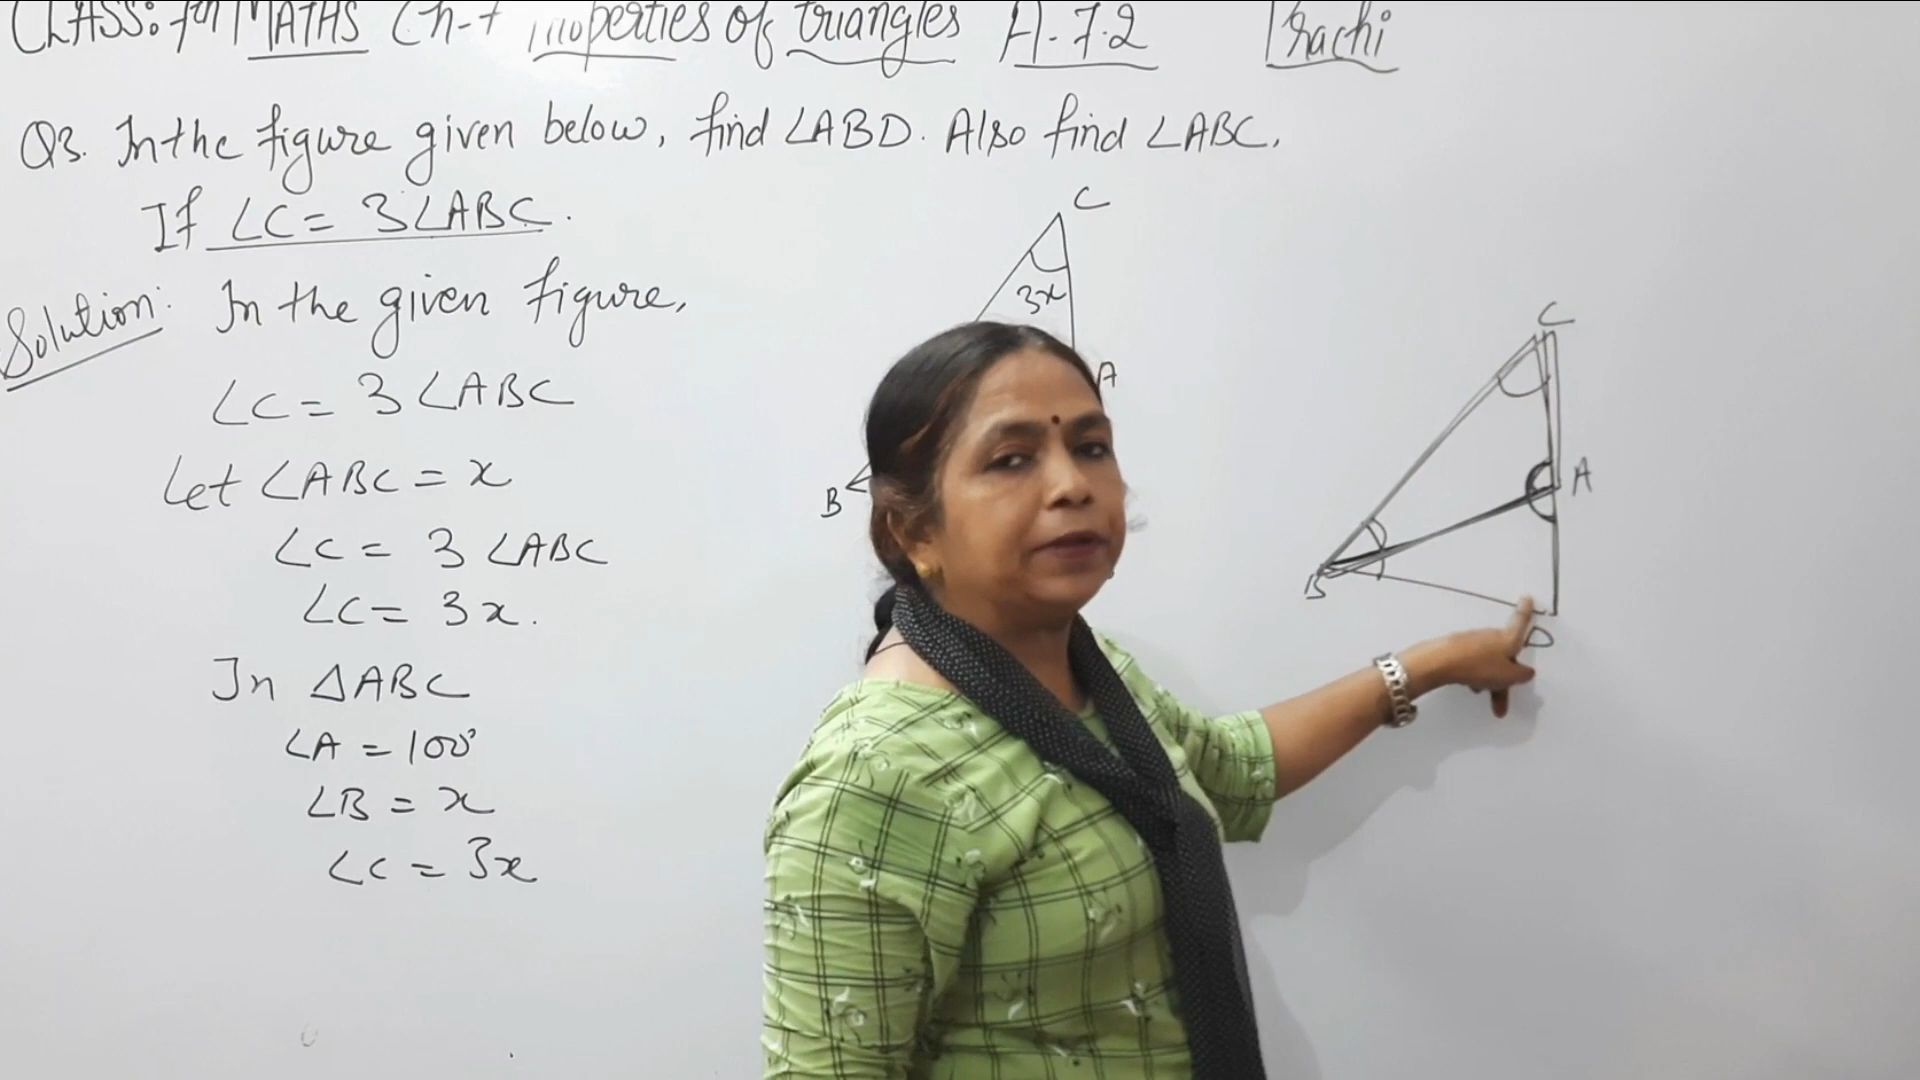 CLASS: 7th MATHS Ch-7 Properties of triangles A-7.2 Prachi
Q3. In the figure given below, find ∠ABD. Also find ∠ABC,
If ∠C = 3∠ABC.
Solution: In the given figure,
∠C = 3∠ABC
Let ∠ABC = x
∠C = 3 ∠ABC
∠C = 3x.
In △ABC
∠A = 100°
∠B = x
∠C = 3x
C
3x
A
B
C
A
B
D